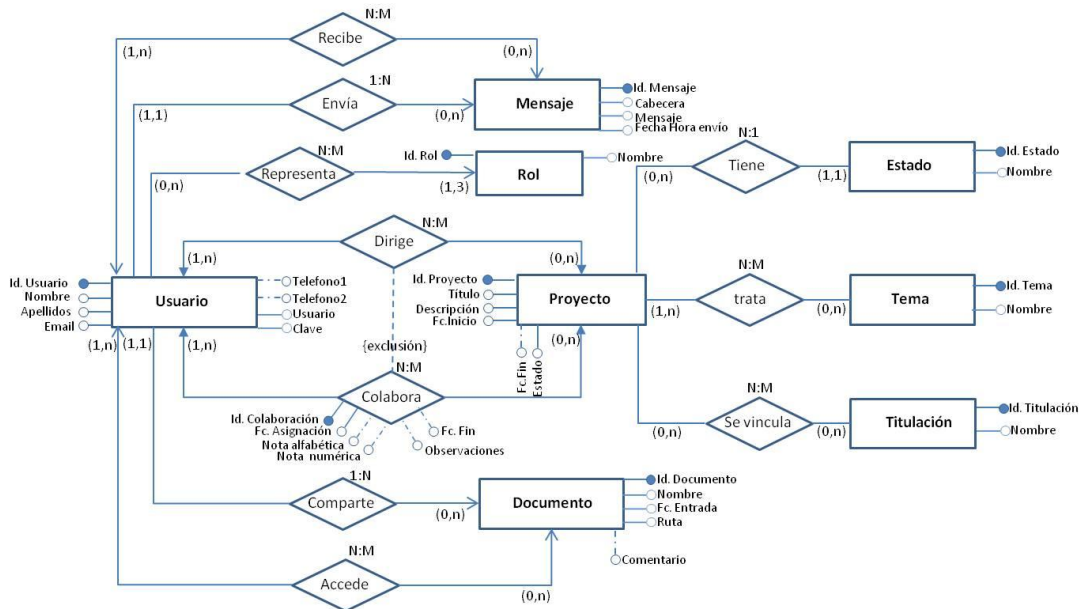 N:M
Recibe
(1,n)
(0,n)
1:N
Envía
(1,1)
(0,n)
Mensaje
Id. Mensaje
Cabecera
Mensaje
Fecha Hora envío
N:M
Representa
(0,n)
(1,3)
Id. Rol
Rol
Nombre
N:1
Tiene
(0,n)
(1,1)
Estado
Id. Estado
Nombre
N:M
Dirige
(1,n)
(0,n)
Id. Usuario
Nombre
Apellidos
Email
Usuario
Telefono1
Telefono2
Usuario
Clave
Id. Proyecto
Título
Descripción
Fc.Inicio
Proyecto
Fc.Fin
Estado
N:M
trata
(1,n)
(0,n)
Tema
Id. Tema
Nombre
(1,n)
(1,1)
(1,n)
{exclusión}
(0,n)
N:M
Colabora
Id. Colaboración
Fc. Asignación
Nota alfabética
Nota numérica
Observaciones
Fc. Fin
N:M
Se vincula
(0,n)
(0,n)
Titulación
Id. Titulación
Nombre
1:N
Comparte
(0,n)
Documento
Id. Documento
Nombre
Fc. Entrada
Ruta
Comentario
N:M
Accede
(0,n)